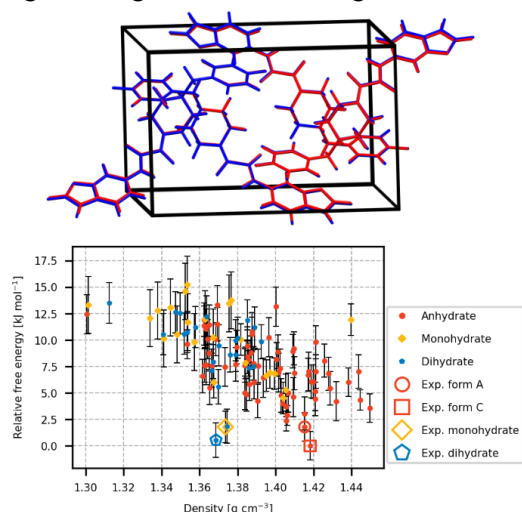 17.5
15.0
12.5
10.0
7.5
5.0
2.5
0.0
Relative free energy [kJ mol⁻¹]
1.30 1.32 1.34 1.36 1.38 1.40 1.42 1.44
Density [g cm⁻³]
Anhydrate
Monohydrate
Dihydrate
Exp. form A
Exp. form C
Exp. monohydrate
Exp. dihydrate